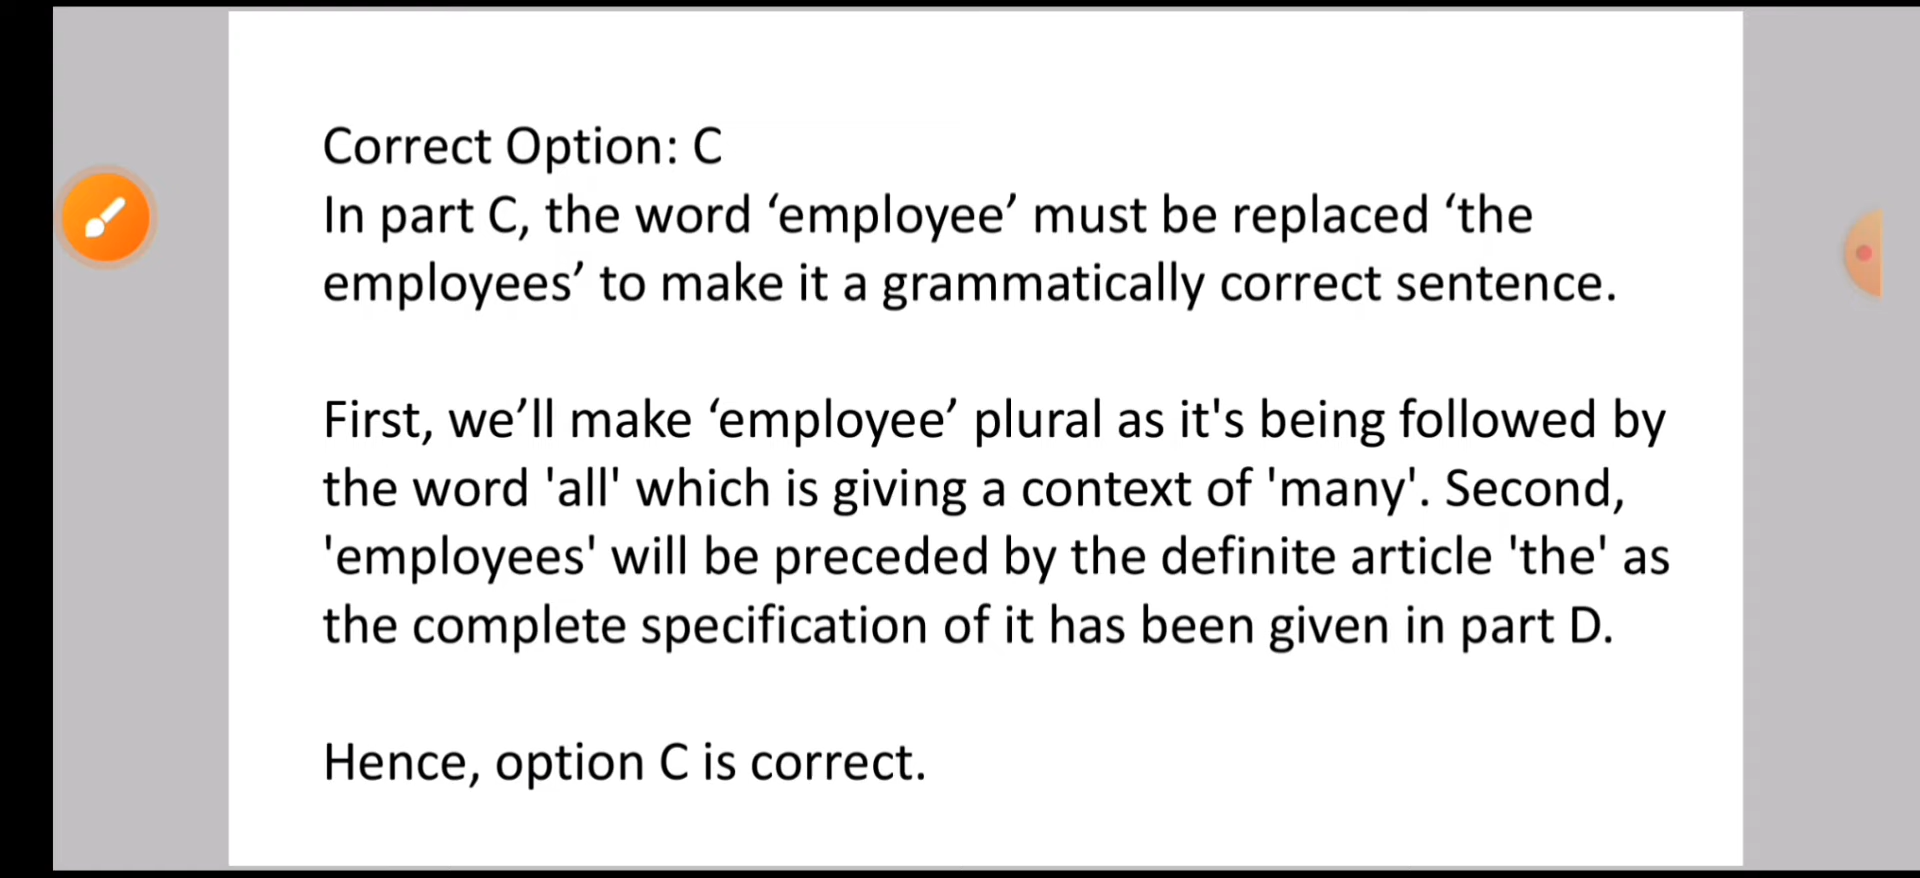 Correct Option: C
In part C, the word ‘employee’ must be replaced ‘the
employees’ to make it a grammatically correct sentence.
First, we’ll make ‘employee’ plural as it's being followed by
the word 'all' which is giving a context of 'many'. Second,
'employees' will be preceded by the definite article 'the' as
the complete specification of it has been given in part D.
Hence, option C is correct.